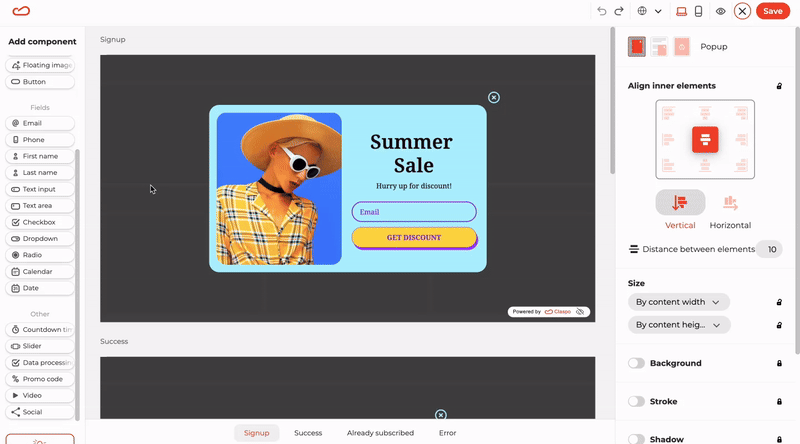 Save
Add component
Floating image
Button
Fields
Email
Phone
First name
Last name
Text input
Text area
Checkbox
Dropdown
Radio
Calendar
Date
Other
Countdown tim
Slider
Data processin
Promo code
Video
Social
Signup
Summer
Sale
Hurry up for discount!
Email
GET DISCOUNT
Powered by Claspo
Success
Signup
Success
Already subscribed
Error
Popup
Align inner elements
Vertical
Horizontal
Distance between elements
10
Size
By content width
By content heig...
Background
Stroke
Shadow